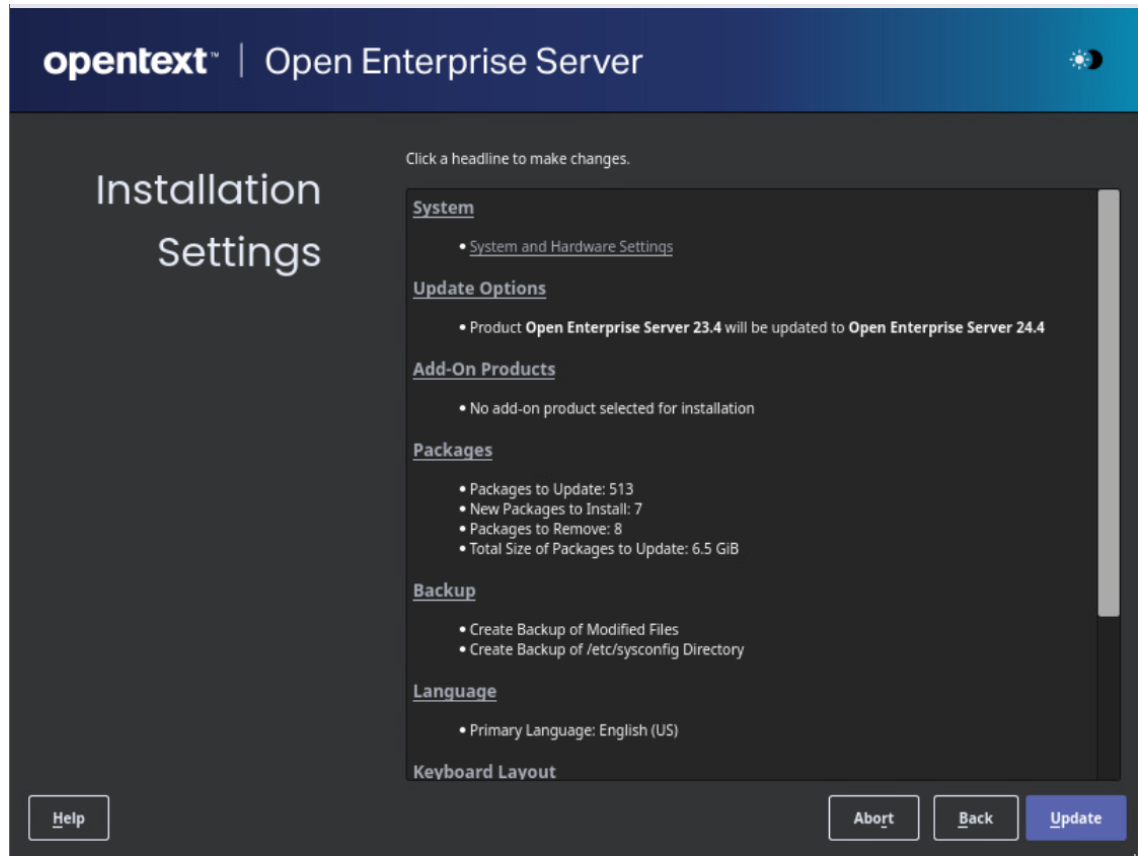 opentext™ | Open Enterprise Server
Installation
Settings
Click a headline to make changes.
System
• System and Hardware Settings
Update Options
• Product Open Enterprise Server 23.4 will be updated to Open Enterprise Server 24.4
Add-On Products
• No add-on product selected for installation
Packages
• Packages to Update: 513
• New Packages to Install: 7
• Packages to Remove: 8
• Total Size of Packages to Update: 6.5 GiB
Backup
• Create Backup of Modified Files
• Create Backup of /etc/sysconfig Directory
Language
• Primary Language: English (US)
Keyboard Layout
Help
Abort
Back
Update